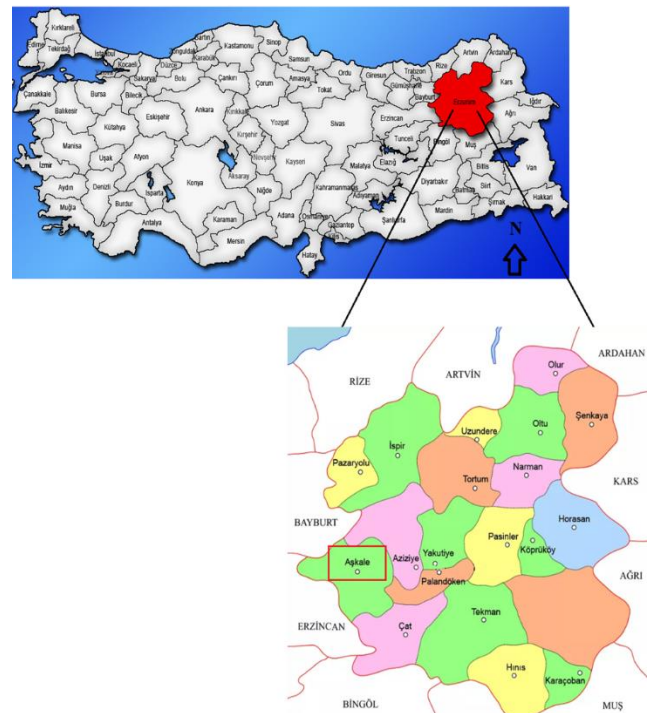 Kırklareli
Edirne
Tekirdağ
İstanbul
Kocaeli
Sakarya
Düzce
Zonguldak
Bartın
Karabük
Kastamonu
Sinop
Samsun
Bolu
Çankırı
Çorum
Amasya
Tokat
Ordu
Giresun
Trabzon
Gümüşhane
Rize
Artvin
Ardahan
Bayburt
Kars
Iğdır
Ağrı
Çanakkale
Balıkesir
Bursa
Bilecik
Eskişehir
Ankara
Kırıkkale
Yozgat
Sivas
Erzincan
Tunceli
Bingöl
Muş
Kütahya
Kırşehir
Manisa
Uşak
Afyon
Nevşehir
Kayseri
Malatya
Elazığ
Diyarbakır
Bitlis
Van
İzmir
Aydın
Denizli
Isparta
Konya
Aksaray
Niğde
Kahramanmaraş
Adıyaman
Batman
Siirt
Hakkari
Muğla
Burdur
Antalya
Karaman
Mersin
Adana
Osmaniye
Gaziantep
Şanlıurfa
Mardin
Şırnak
Hatay
N
ARDAHAN
RİZE
ARTVİN
Olur
Şenkaya
Uzundere
Oltu
İspir
Pazaryolu
Tortum
Narman
KARS
BAYBURT
Horasan
Aziziye
Yakutiye
Pasinler
Köprüköy
Aşkale
Palandöken
AĞRI
ERZİNCAN
Çat
Tekman
Hınıs
Karaçoban
BİNGÖL
MUŞ